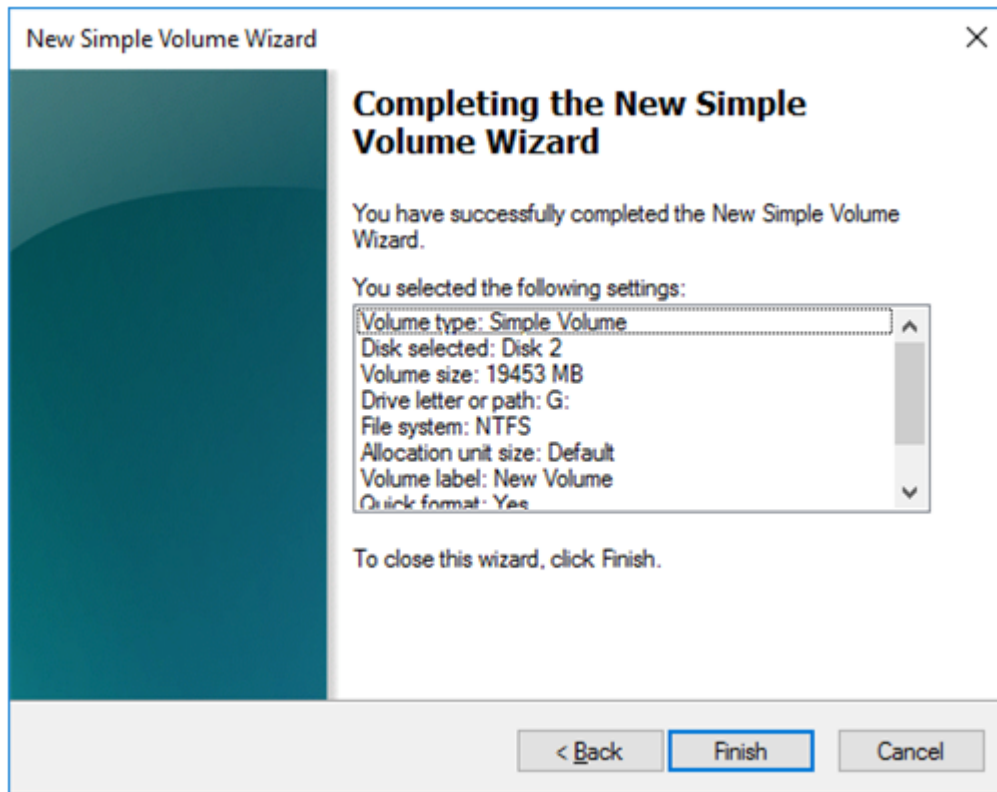 New Simple Volume Wizard
Completing the New Simple
Volume Wizard
You have successfully completed the New Simple Volume
Wizard.
You selected the following settings:
Volume type: Simple Volume
Disk selected: Disk 2
Volume size: 19453 MB
Drive letter or path: G:
File system: NTFS
Allocation unit size: Default
Volume label: New Volume
Quick format: Yes
To close this wizard, click Finish.
< Back Finish Cancel